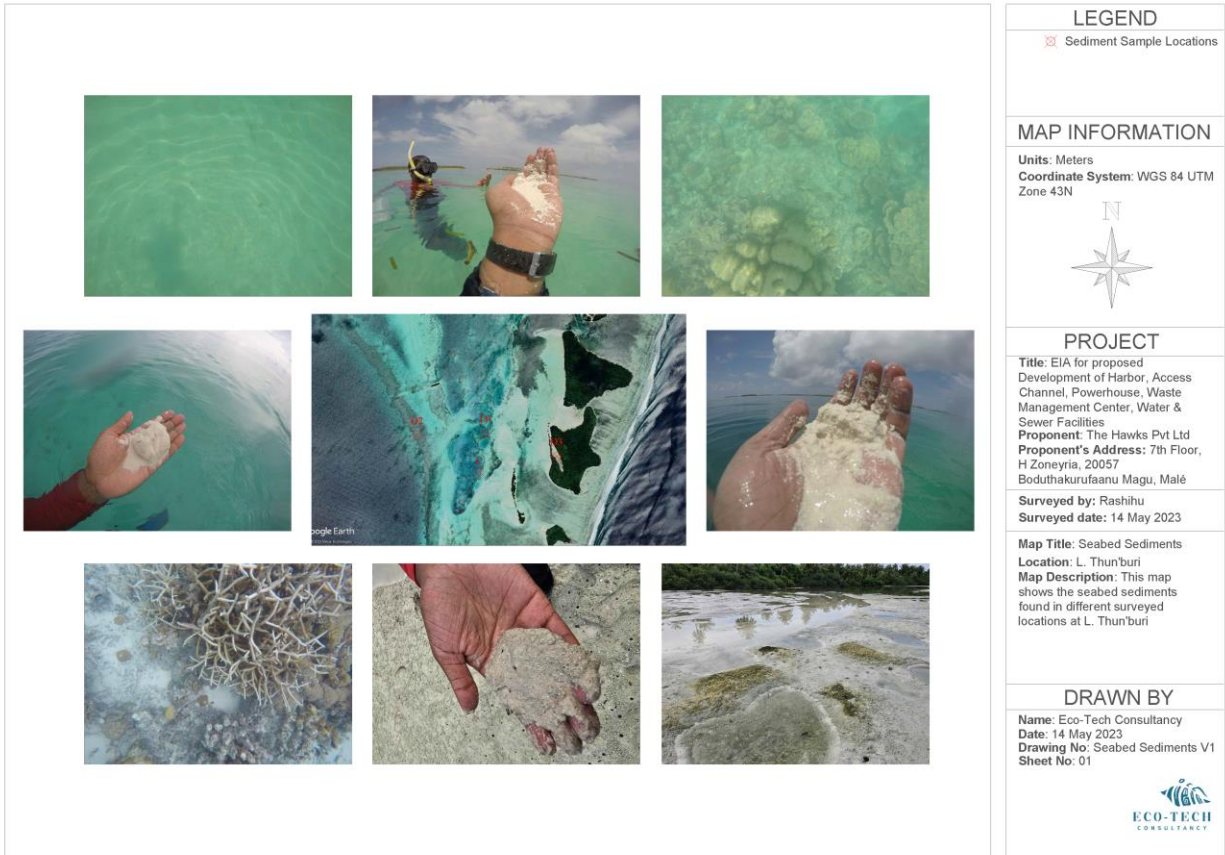 LEGEND
Sediment Sample Locations
MAP INFORMATION
Units: Meters
Coordinate System: WGS 84 UTM
Zone 43N
N
PROJECT
Title: EIA for proposed
Development of Harbor, Access
Channel, Powerhouse, Waste
Management Center, Water &
Sewer Facilities
Proponent: The Hawks Pvt Ltd
Proponent's Address: 7th Floor,
H Zoneyria, 20057
Boduthakurufaanu Magu, Malé
Surveyed by: Rashihu
Surveyed date: 14 May 2023
Map Title: Seabed Sediments
Location: L. Thun'buri
Map Description: This map
shows the seabed sediments
found in different surveyed
locations at L. Thun'buri
DRAWN BY
Name: Eco-Tech Consultancy
Date: 14 May 2023
Drawing No: Seabed Sediments V1
Sheet No: 01
ECO-TECH
CONSULTANCY
oogle Earth